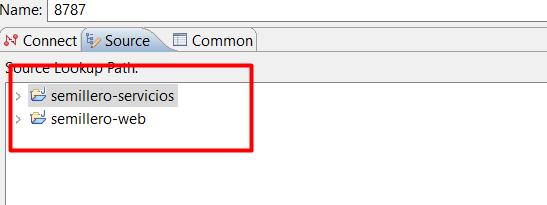 Name: 8787
Connect Source Common
Source Lookup Path:
semillero-servicios
semillero-web